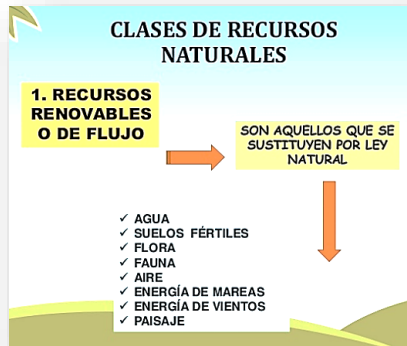 CLASES DE RECURSOS
NATURALES
1. RECURSOS
RENOVABLES
O DE FLUJO
SON AQUELLOS QUE SE
SUSTITUYEN POR LEY
NATURAL
✓ AGUA
✓ SUELOS FÉRTILES
✓ FLORA
✓ FAUNA
✓ AIRE
✓ ENERGÍA DE MAREAS
✓ ENERGÍA DE VIENTOS
✓ PAISAJE